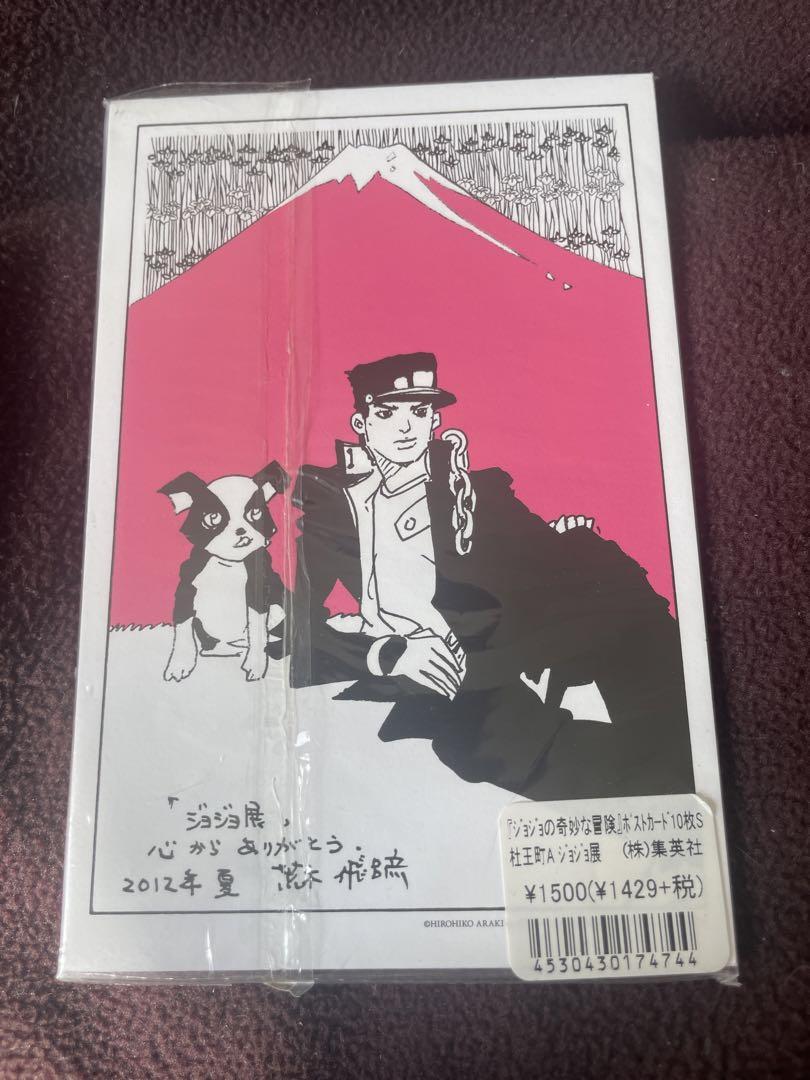 「ジョジョ展」
心からありがとう.
2012年 夏 荒木飛呂彦
©HIROHIKO ARAKI
『ジョジョの奇妙な冒険』ポストカード10枚S
杜王町A ジョジョ展 (株)集英社
¥1500(¥1429+税)
4530430174744